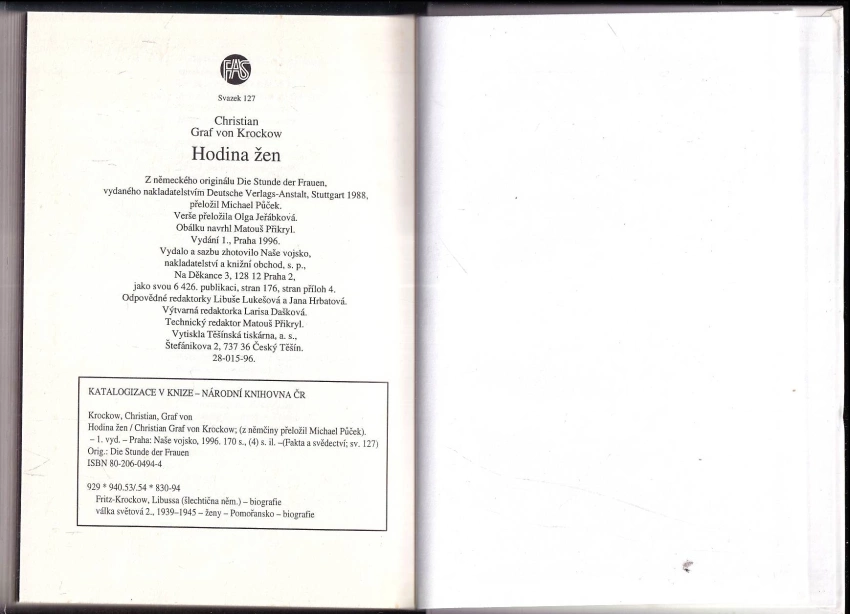 FAS
Svazek 127
Christian
Graf von Krockow
Hodina žen
Z německého originálu Die Stunde der Frauen,
vydaného nakladatelstvím Deutsche Verlags-Anstalt, Stuttgart 1988,
přeložil Michael Půček.
Verše přeložila Olga Jeřábková.
Obálku navrhl Matouš Přikryl.
Vydání 1., Praha 1996.
Vydalo a sazbu zhotovilo Naše vojsko,
nakladatelství a knižní obchod, s. p.,
Na Děkance 3, 128 12 Praha 2,
jako svou 6 426. publikaci, stran 176, stran příloh 4.
Odpovědné redaktorky Libuše Lukešová a Jana Hrbatová.
Výtvarná redaktorka Larisa Dašková.
Technický redaktor Matouš Přikryl.
Vytiskla Těšínská tiskárna, a. s.,
Štefánikova 2, 737 36 Český Těšín.
28-015-96.
KATALOGIZACE V KNIZE – NÁRODNÍ KNIHOVNA ČR
Krockow, Christian, Graf von
Hodina žen / Christian Graf von Krockow; (z němčiny přeložil Michael Půček).
– 1. vyd. – Praha: Naše vojsko, 1996. 170 s., (4) s. il. –(Fakta a svědectví; sv. 127)
Orig.: Die Stunde der Frauen
ISBN 80-206-0494-4
929 * 940.53/.54 * 830-94
Fritz-Krockow, Libussa (šlechtična něm.) – biografie
válka světová 2., 1939–1945 – ženy – Pomořansko – biografie